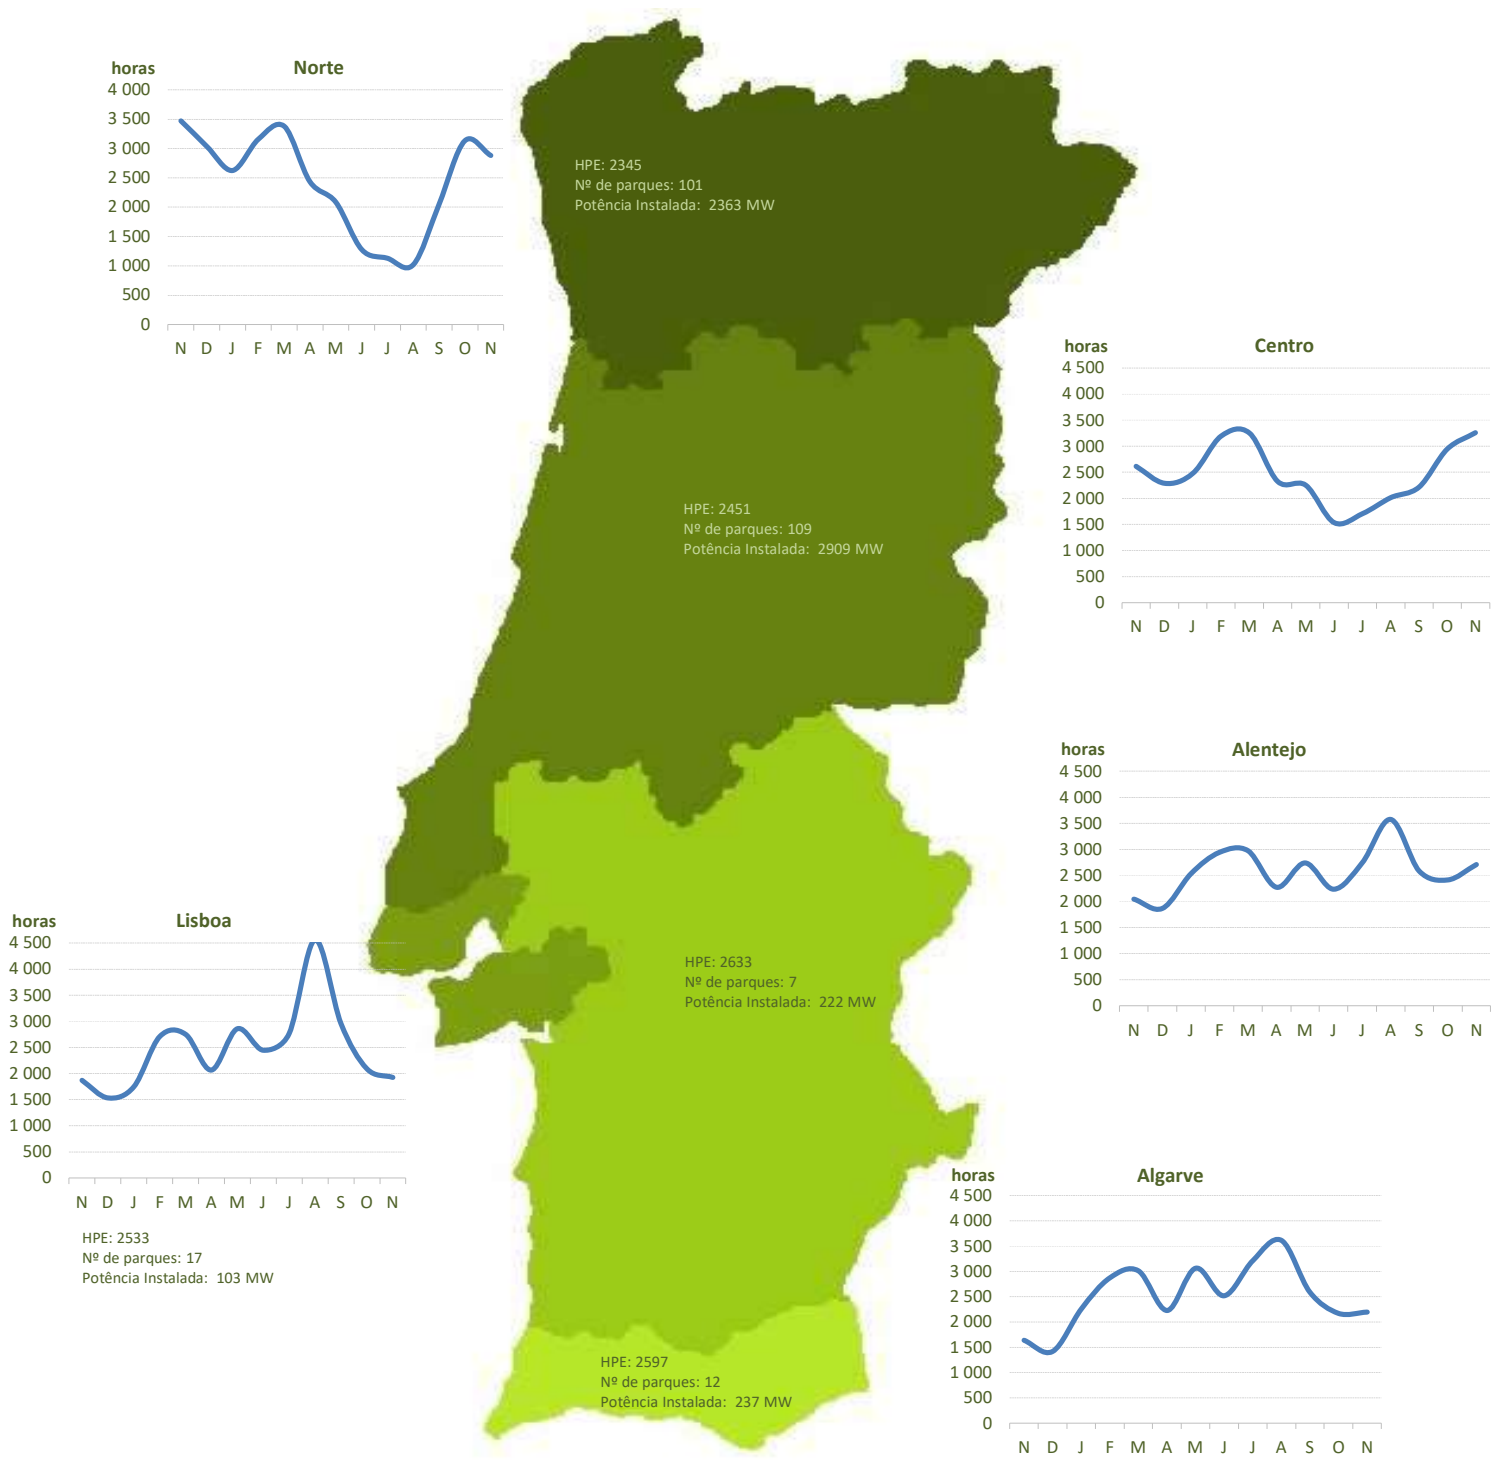 horas
Norte
4 000
3 500
3 000
2 500
2 000
1 500
1 000
500
0
N D J F M A M J J A S O N
HPE: 2345
Nº de parques: 101
Potência Instalada: 2363 MW
horas
Centro
4 500
4 000
3 500
3 000
2 500
2 000
1 500
1 000
500
0
N D J F M A M J J A S O N
HPE: 2451
Nº de parques: 109
Potência Instalada: 2909 MW
horas
Alentejo
4 500
4 000
3 500
3 000
2 500
2 000
1 500
1 000
500
0
N D J F M A M J J A S O N
HPE: 2633
Nº de parques: 7
Potência Instalada: 222 MW
horas
Lisboa
4 500
4 000
3 500
3 000
2 500
2 000
1 500
1 000
500
0
N D J F M A M J J A S O N
HPE: 2533
Nº de parques: 17
Potência Instalada: 103 MW
horas
Algarve
4 500
4 000
3 500
3 000
2 500
2 000
1 500
1 000
500
0
N D J F M A M J J A S O N
HPE: 2597
Nº de parques: 12
Potência Instalada: 237 MW